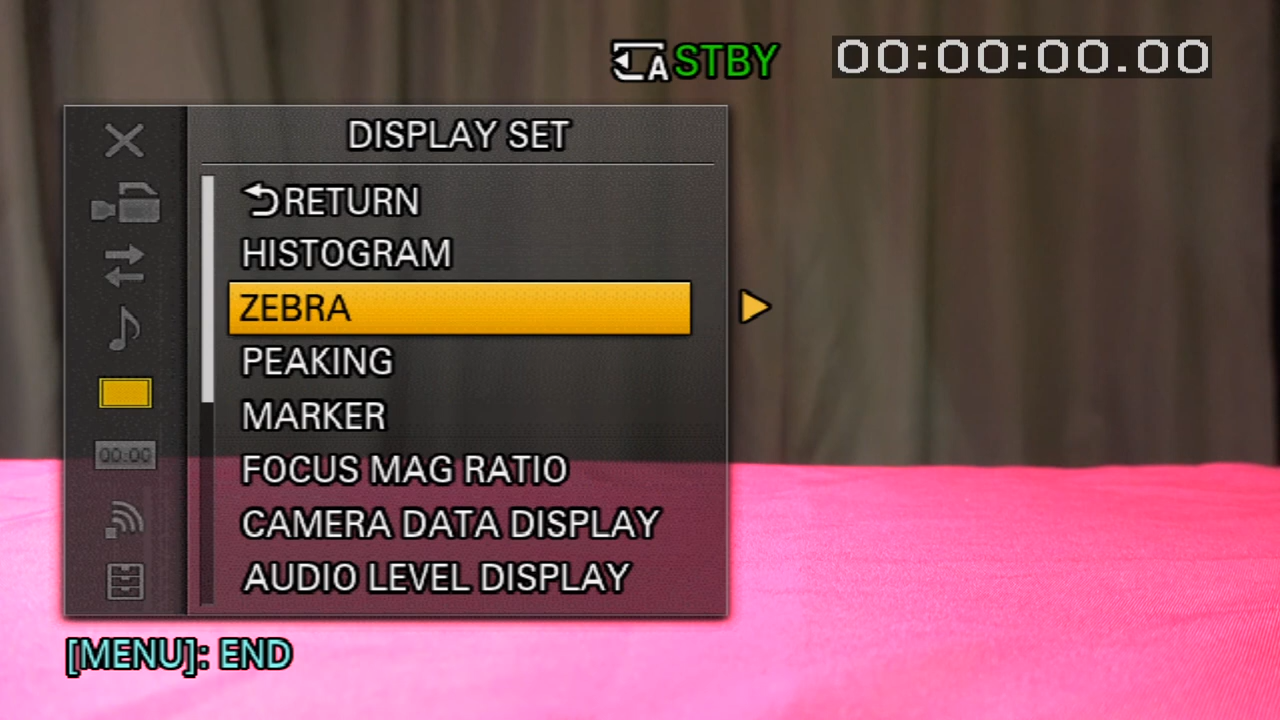 A STBY 00:00:00.00
DISPLAY SET
RETURN
HISTOGRAM
ZEBRA
PEAKING
MARKER
FOCUS MAG RATIO
CAMERA DATA DISPLAY
AUDIO LEVEL DISPLAY
00:00
[MENU]: END